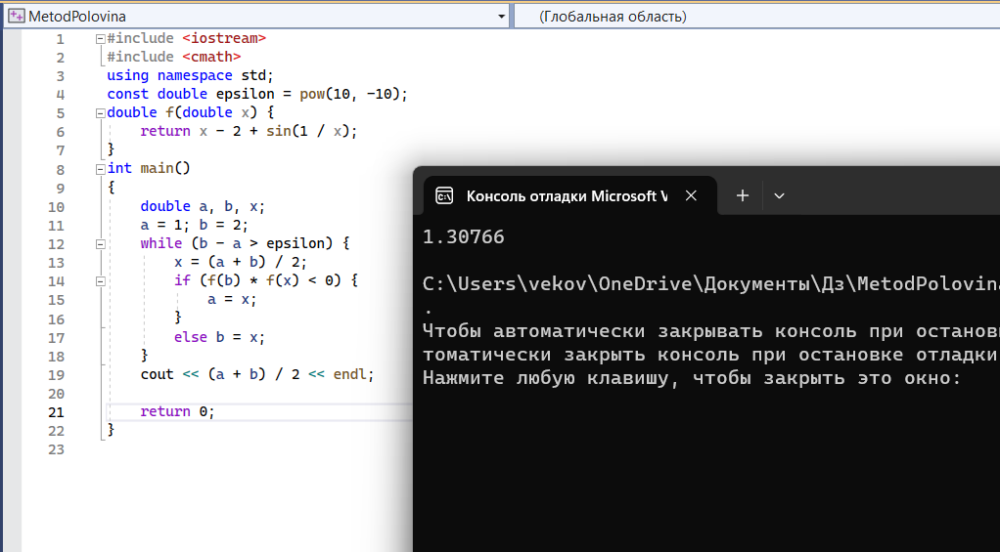 MetodPolovina
(Глобальная область)
1 #include <iostream>
2 #include <cmath>
3 using namespace std;
4 const double epsilon = pow(10, -10);
5 double f(double x) {
6 return x - 2 + sin(1 / x);
7 }
8 int main()
9 {
10 double a, b, x;
11 a = 1; b = 2;
12 while (b - a > epsilon) {
13 x = (a + b) / 2;
14 if (f(b) * f(x) < 0) {
15 a = x;
16 }
17 else b = x;
18 }
19 cout << (a + b) / 2 << endl;
20
21 return 0;
22 }
23
Консоль отладки Microsoft V
1.30766
C:\Users\vekov\OneDrive\Документы\Дз\MetodPolovina
.
Чтобы автоматически закрывать консоль при останов
томатически закрыть консоль при остановке отладки
Нажмите любую клавишу, чтобы закрыть это окно: